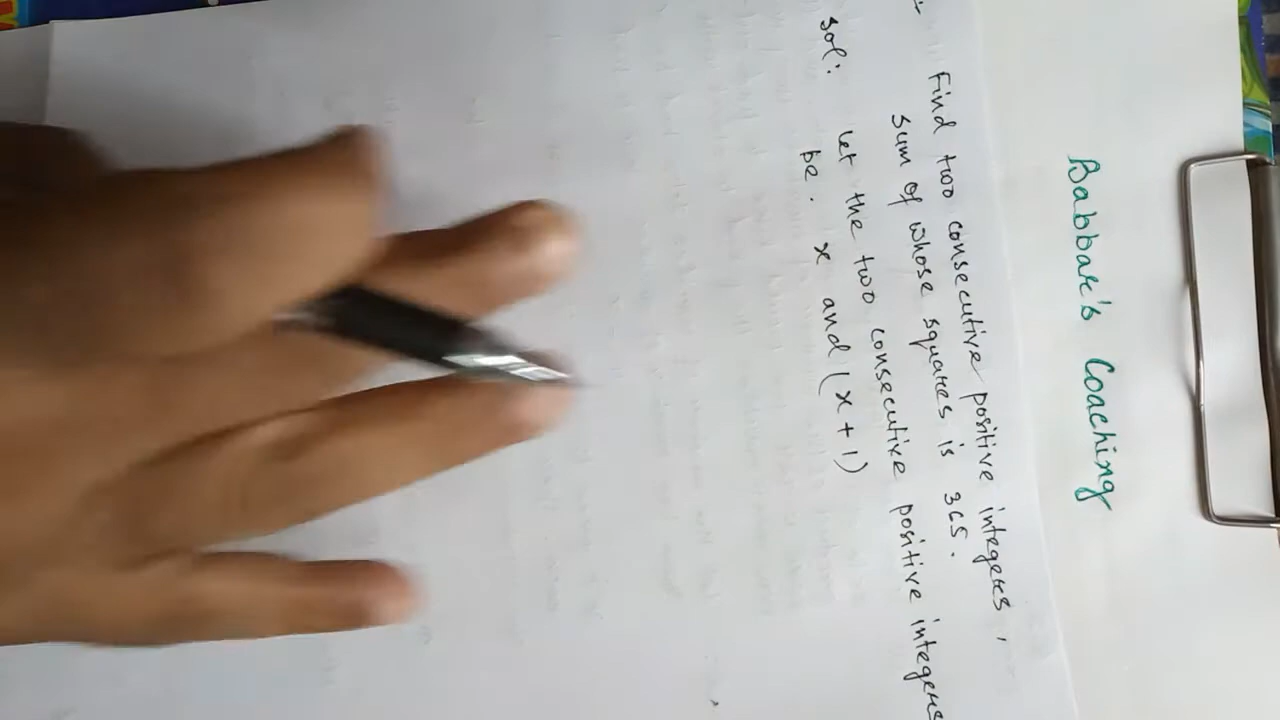 Babbar's Coaching
Find two consecutive positive integers,
sum of whose squares is 365.
Sol: Let the two consecutive positive integers
be. x and (x+1)